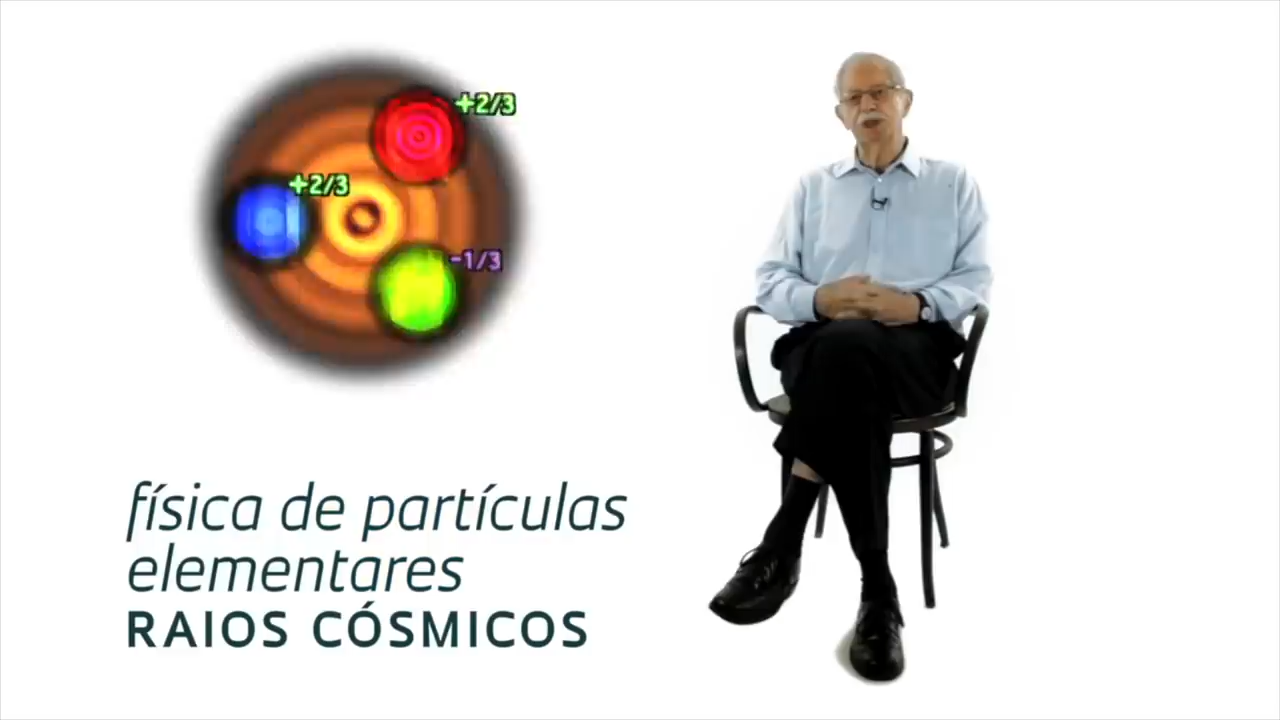 +2/3
+2/3
-1/3
física de partículas
elementares
RAIOS CÓSMICOS